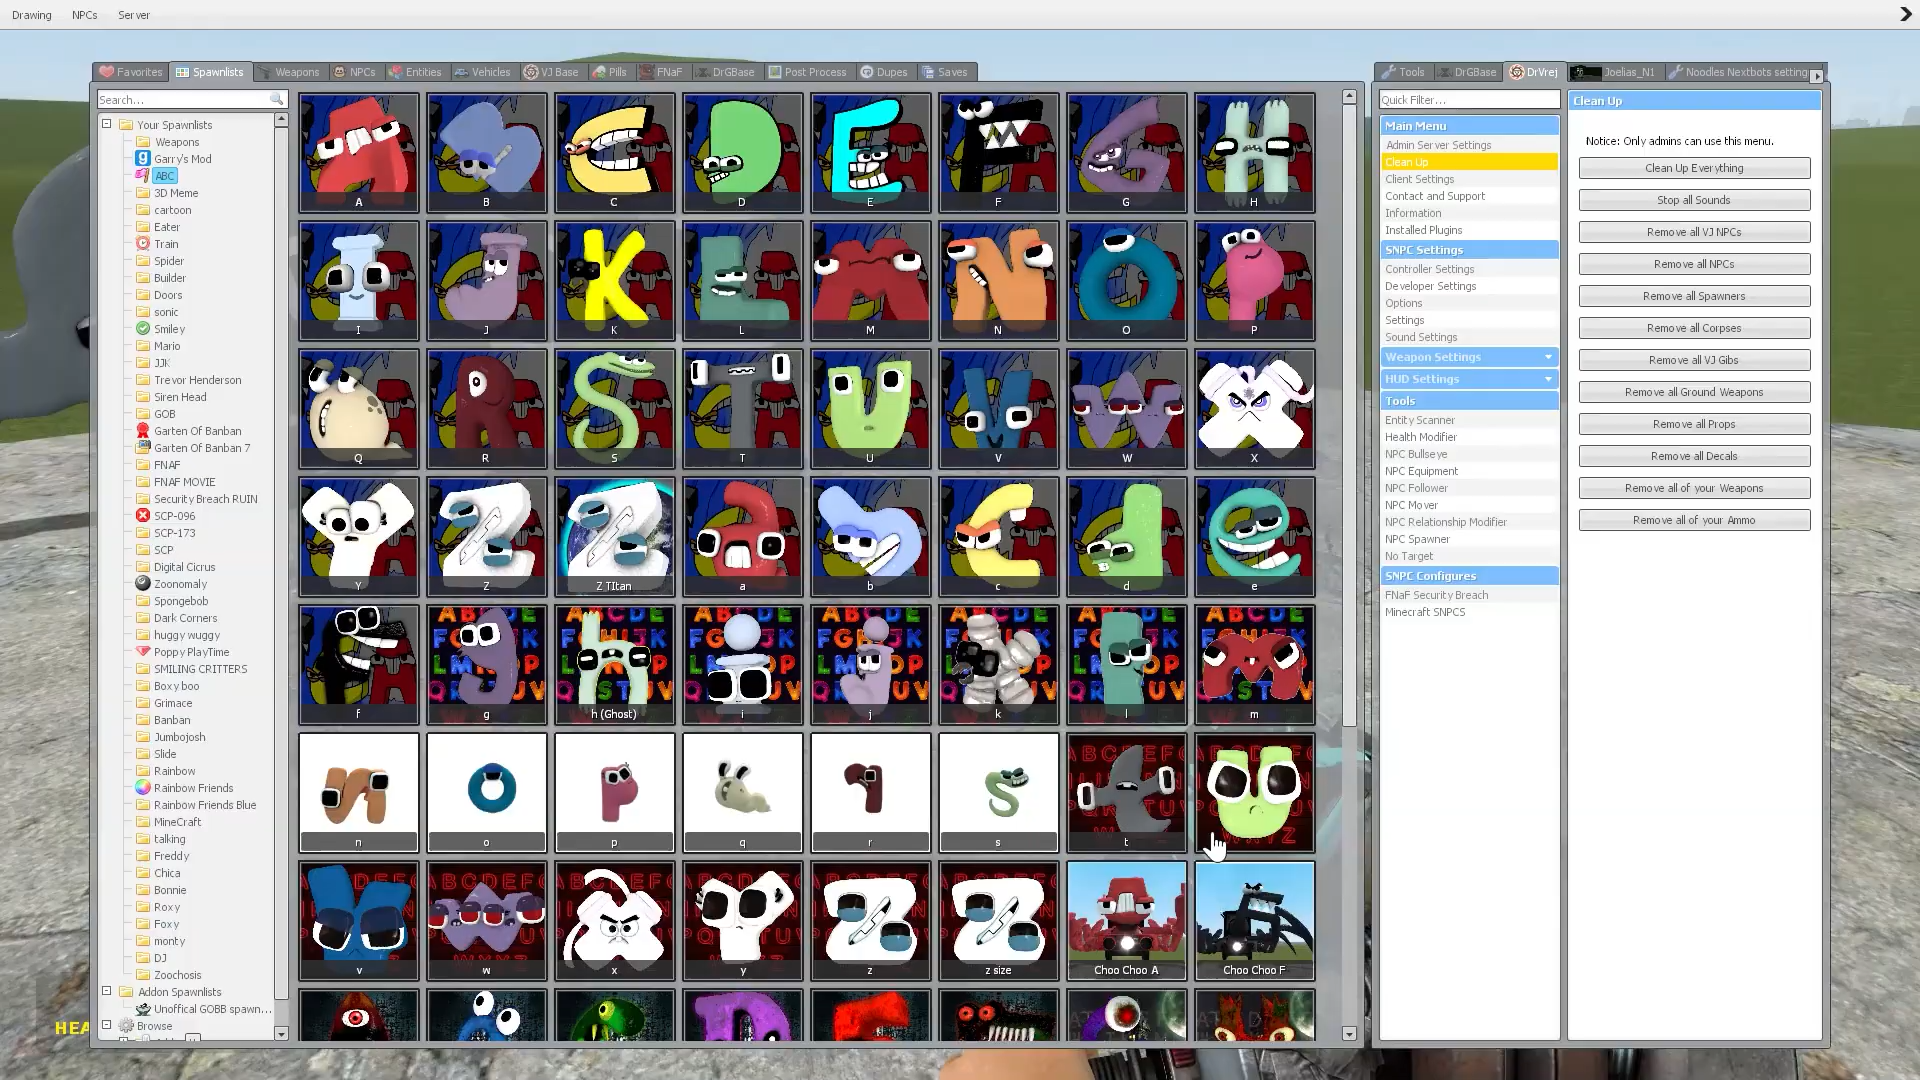 Drawing NPCs Server
Favorites Spawnlists Weapons NPCs Entities Vehicles VJ Base Pills FNaF DrGBase Post Process Dupes Saves
Tools DrGBase DrVrej Joelias_N1 Noodles Nextbots setting
Search...
Your Spawnlists
Weapons
Garry's Mod
ABC
3D Meme
cartoon
Eater
Train
Spider
Builder
Doors
sonic
Smiley
Mario
JJK
Trevor Henderson
Siren Head
GOB
Garten Of Banban
Garten Of Banban 7
FNAF
FNAF MOVIE
Security Breach RUIN
SCP-096
SCP-173
SCP
Digital Cicrus
Zoonomaly
Spongebob
Dark Corners
huggy wuggy
Poppy PlayTime
SMILING CRITTERS
Boxy boo
Grimace
Banban
Jumbojosh
Slide
Rainbow
Rainbow Friends
Rainbow Friends Blue
MineCraft
talking
Freddy
Chica
Bonnie
Roxy
Foxy
monty
DJ
Zoochosis
Addon Spawnlists
Unoffical GOBB spawn...
Browse
HEA
A B C D E F G H
I J K L M N O P
Q R S T U V W X
Y Z Z TItan a b c d e
f g h (Ghost) i j k l m
n o p q r s t
v w x y z z size Choo Choo A Choo Choo F
Quick Filter...
Main Menu
Admin Server Settings
Clean Up
Client Settings
Contact and Support
Information
Installed Plugins
SNPC Settings
Controller Settings
Developer Settings
Options
Settings
Sound Settings
Weapon Settings
HUD Settings
Tools
Entity Scanner
Health Modifier
NPC Bullseye
NPC Equipment
NPC Follower
NPC Mover
NPC Relationship Modifier
NPC Spawner
No Target
SNPC Configures
FNaF Security Breach
Minecraft SNPCS
Clean Up
Notice: Only admins can use this menu.
Clean Up Everything
Stop all Sounds
Remove all VJ NPCs
Remove all NPCs
Remove all Spawners
Remove all Corpses
Remove all VJ Gibs
Remove all Ground Weapons
Remove all Props
Remove all Decals
Remove all of your Weapons
Remove all of your Ammo